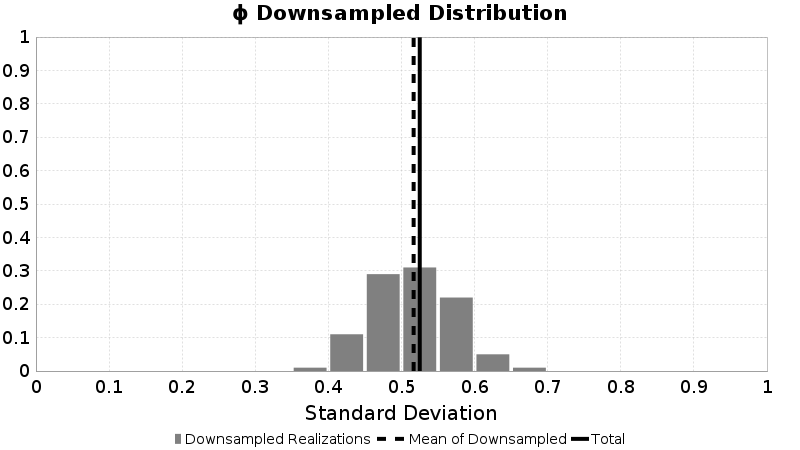 ϕ Downsampled Distribution
1
0.9
0.8
0.7
0.6
0.5
0.4
0.3
0.2
0.1
0
0 0.1 0.2 0.3 0.4 0.5 0.6 0.7 0.8 0.9 1
Standard Deviation
Downsampled Realizations Mean of Downsampled Total